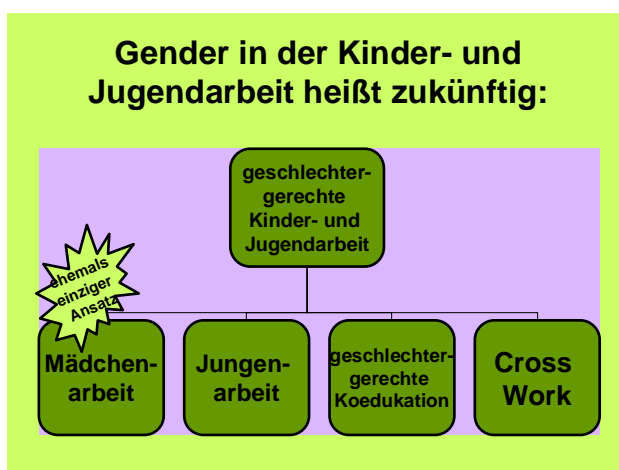 Gender in der Kinder- und
Jugendarbeit heißt zukünftig:
geschlechter-
gerechte
Kinder- und
Jugendarbeit
ehemals
einziger
Ansatz
Mädchen-
arbeit
Jungen-
arbeit
geschlechter-
gerechte
Koedukation
Cross
Work